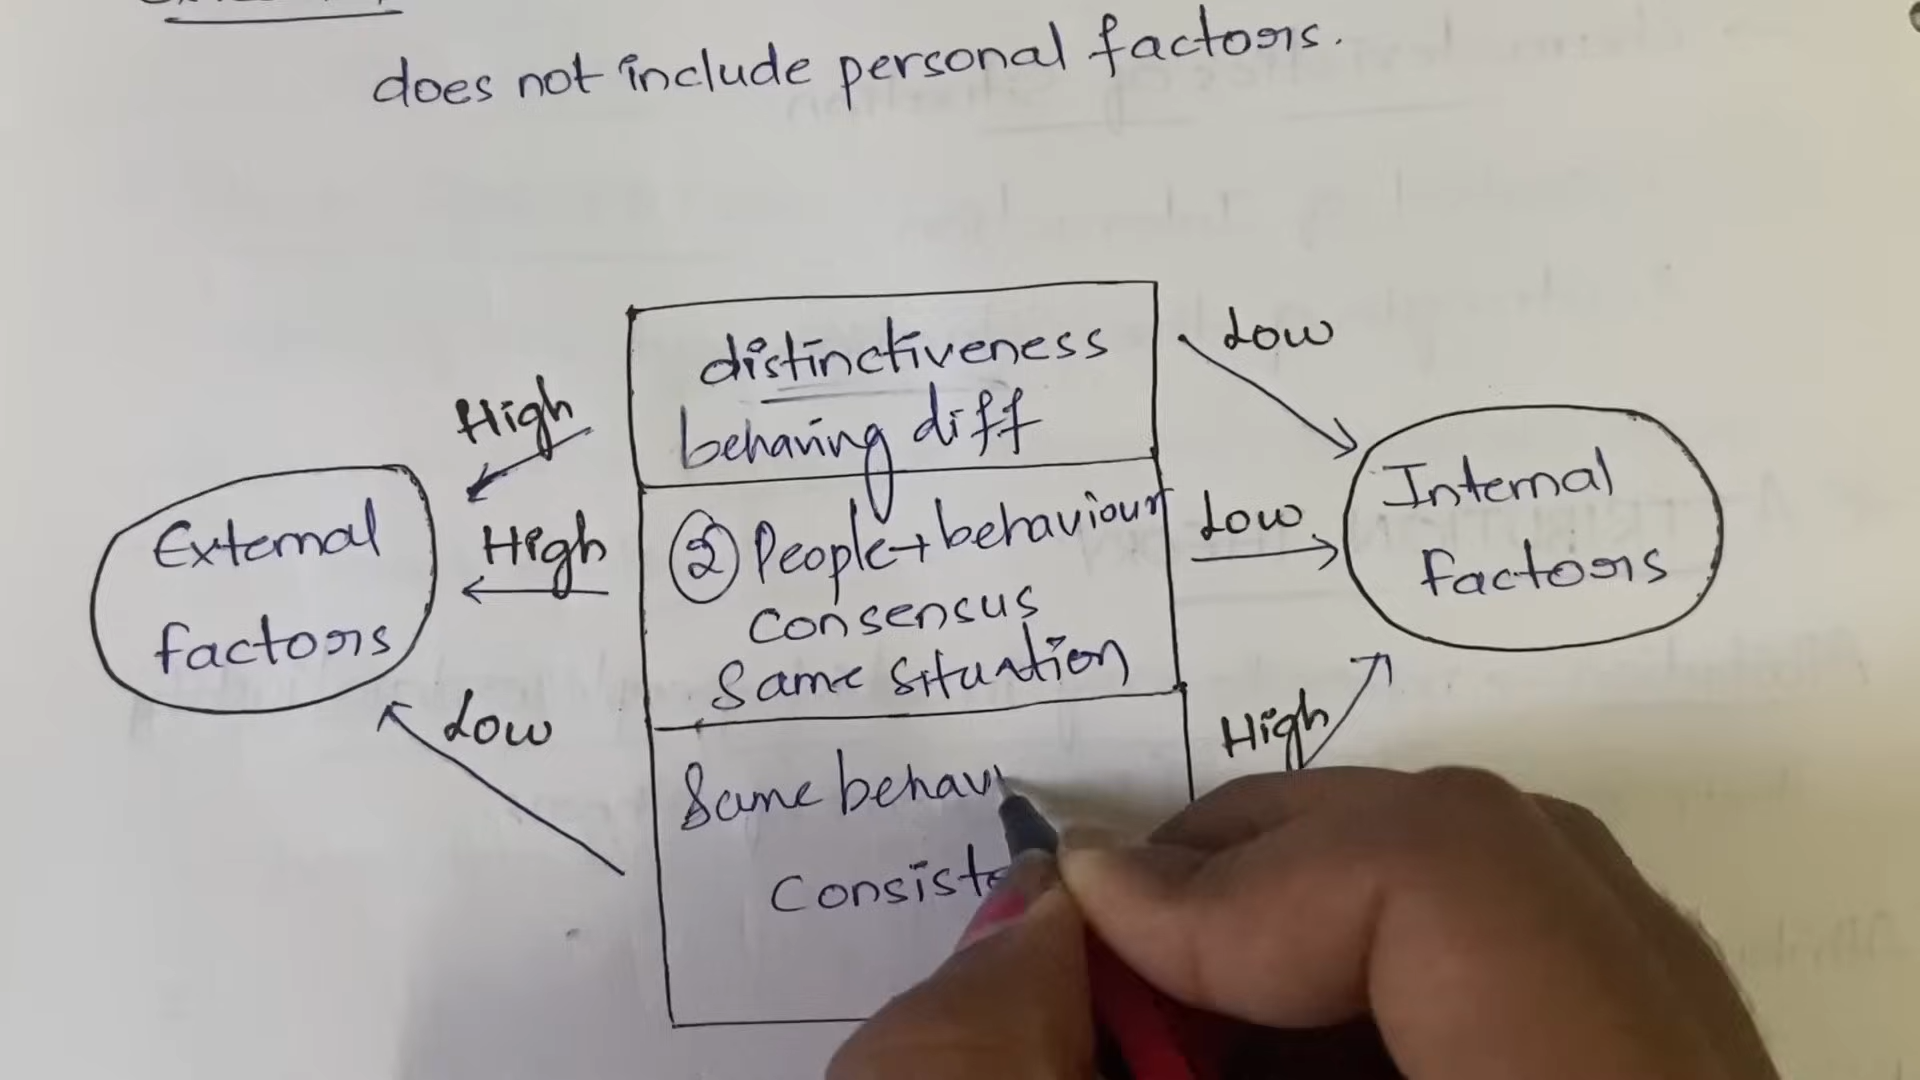 does not include personal factors.
distinctiveness
behaving diff
② People → behaviour
consensus
Same situation
Same behavi
Consiste
High
High
Low
External
factors
Low
Low
High
Internal
factors